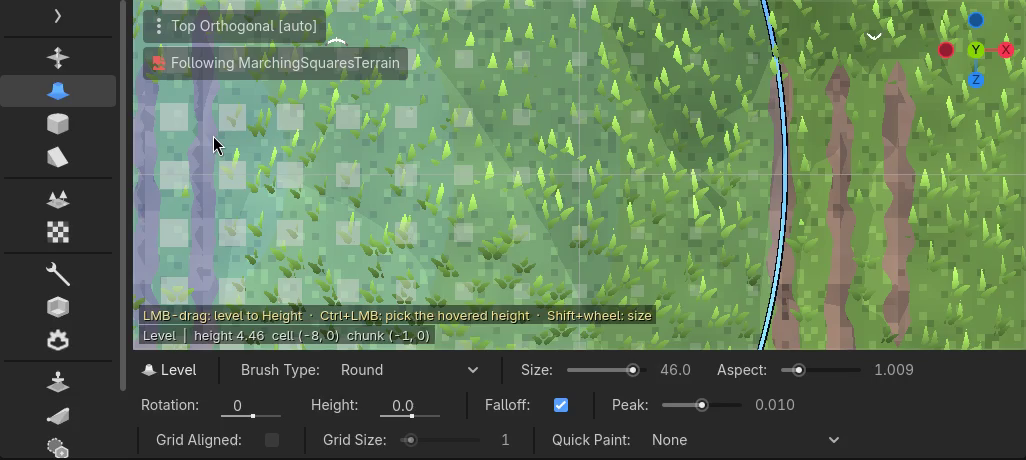 Top Orthogonal [auto]
Following MarchingSquaresTerrain
Y
X
Z
LMB-drag: level to Height · Ctrl+LMB: pick the hovered height · Shift+wheel: size
Level | height 4.46 cell (-8, 0) chunk (-1, 0)
Level Brush Type: Round Size: 46.0 Aspect: 1.009
Rotation: 0 Height: 0.0 Falloff: Peak: 0.010
Grid Aligned: Grid Size: 1 Quick Paint: None